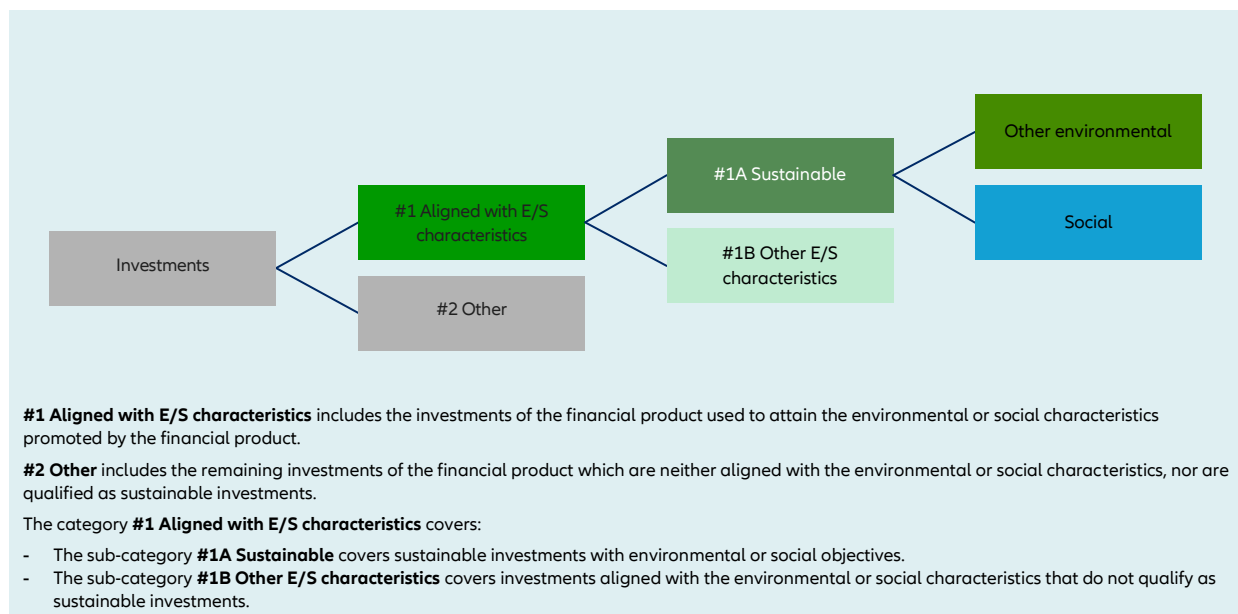 Other environmental
#1A Sustainable
#1 Aligned with E/S
characteristics
Social
Investments
#1B Other E/S
characteristics
#2 Other
#1 Aligned with E/S characteristics includes the investments of the financial product used to attain the environmental or social characteristics
promoted by the financial product.
#2 Other includes the remaining investments of the financial product which are neither aligned with the environmental or social characteristics, nor are
qualified as sustainable investments.
The category #1 Aligned with E/S characteristics covers:
- The sub-category #1A Sustainable covers sustainable investments with environmental or social objectives.
- The sub-category #1B Other E/S characteristics covers investments aligned with the environmental or social characteristics that do not qualify as
sustainable investments.